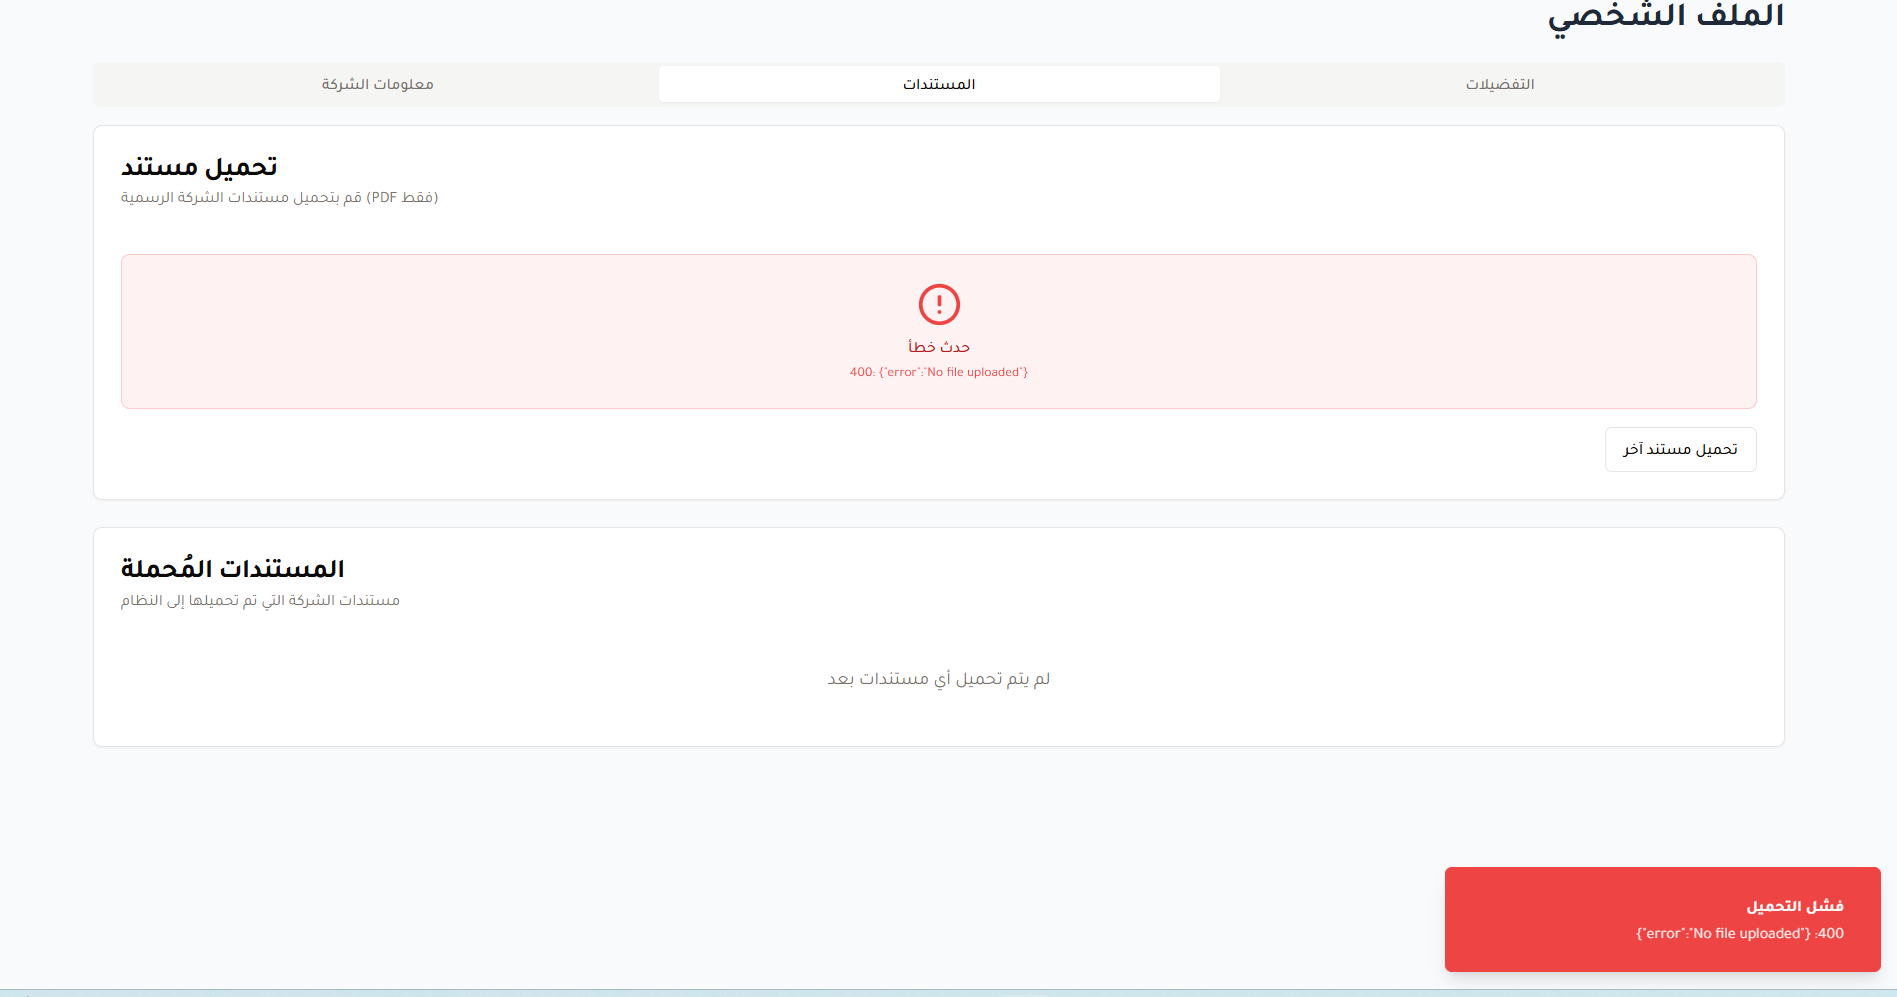 الملف الشخصي
التفضيلات
المستندات
معلومات الشركة
تحميل مستند
قم بتحميل مستندات الشركة الرسمية (PDF فقط)
حدث خطأ
400: {"error":"No file uploaded"}
تحميل مستند آخر
المستندات المُحملة
مستندات الشركة التي تم تحميلها إلى النظام
لم يتم تحميل أي مستندات بعد
فشل التحميل
400: {"error":"No file uploaded"}